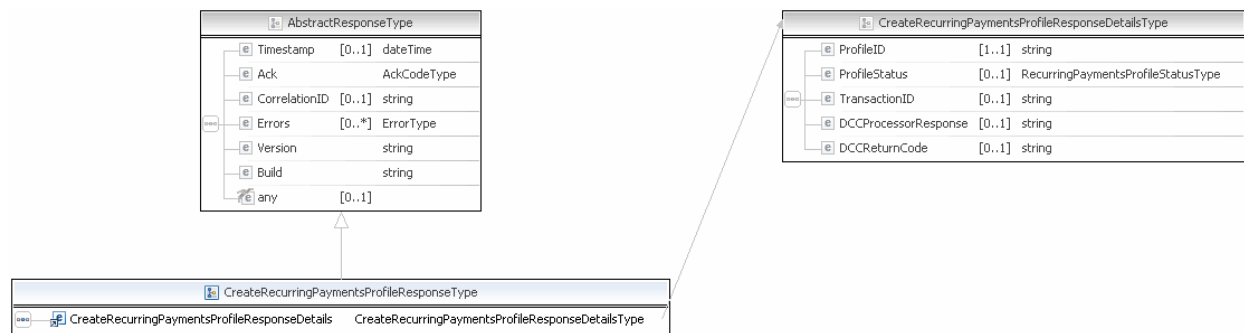 AbstractResponseType
e Timestamp [0..1] dateTime
e Ack AckCodeType
e CorrelationID [0..1] string
e Errors [0..*] ErrorType
e Version string
e Build string
e any [0..1]
CreateRecurringPaymentsProfileResponseDetailsType
e ProfileID [1..1] string
e ProfileStatus [0..1] RecurringPaymentsProfileStatusType
e TransactionID [0..1] string
e DCCProcessorResponse [0..1] string
e DCCReturnCode [0..1] string
CreateRecurringPaymentsProfileResponseType
e CreateRecurringPaymentsProfileResponseDetails CreateRecurringPaymentsProfileResponseDetailsType